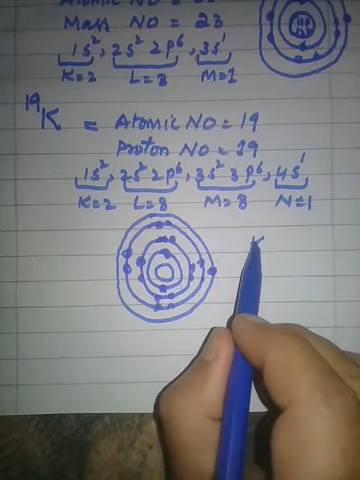 Mass NO = 23
1s², 2s² 2p⁶, 3s¹
K=2 L=8 M=1
¹⁹K = Atomic NO = 19
Proton NO = 39
1s², 2s² 2p⁶, 3s² 3p⁶, 4s¹
K=2 L=8 M=8 N=1
K